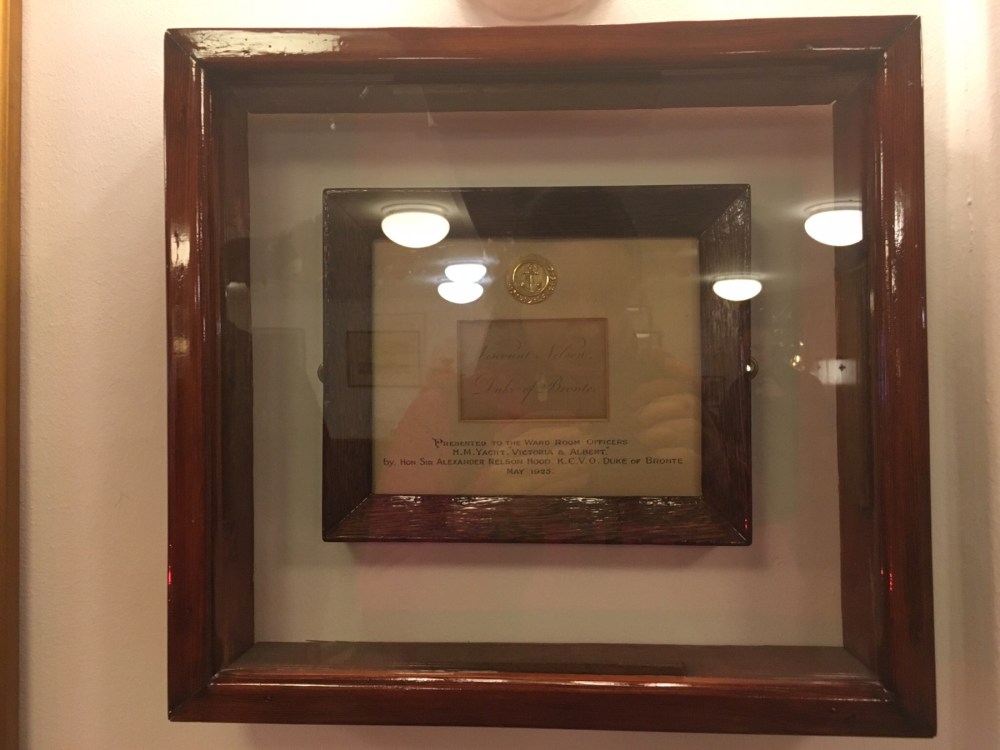 Nelson
Duke of Bronte
"PRESENTED TO THE WARD ROOM OFFICERS
H.M. YACHT, VICTORIA & ALBERT,"
by, HON SIR ALEXANDER NELSON HOOD K.C.V.O. DUKE OF BRONTE
MAY 1923.